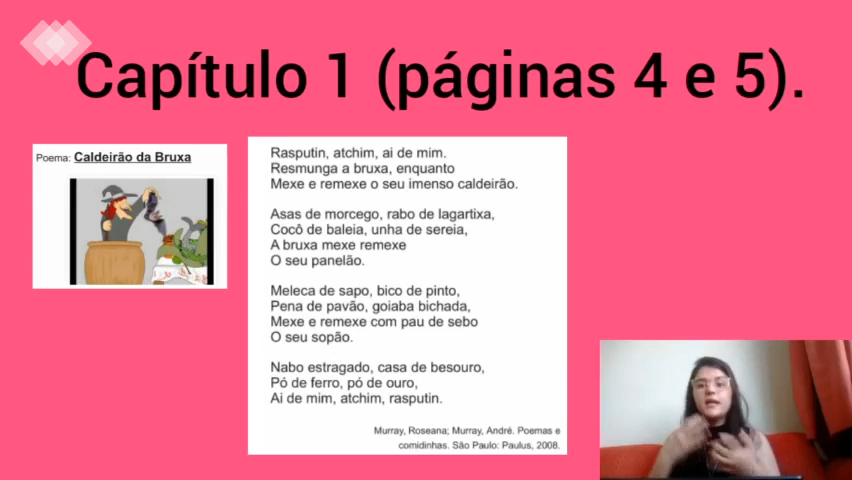 Capítulo 1 (páginas 4 e 5).
Poema: Caldeirão da Bruxa
Rasputin, atchim, ai de mim.
Resmunga a bruxa, enquanto
Mexe e remexe o seu imenso caldeirão.
Asas de morcego, rabo de lagartixa,
Cocô de baleia, unha de sereia,
A bruxa mexe remexe
O seu panelão.
Meleca de sapo, bico de pinto,
Pena de pavão, goiaba bichada,
Mexe e remexe com pau de sebo
O seu sopão.
Nabo estragado, casa de besouro,
Pó de ferro, pó de ouro,
Ai de mim, atchim, rasputin.
Murray, Roseana; Murray, André. Poemas e
comidinhas. São Paulo: Paulus, 2008.